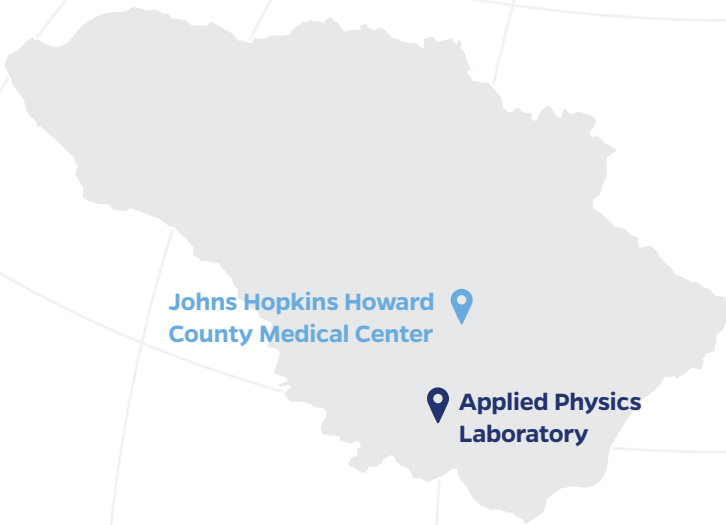 Johns Hopkins Howard
County Medical Center
Applied Physics
Laboratory